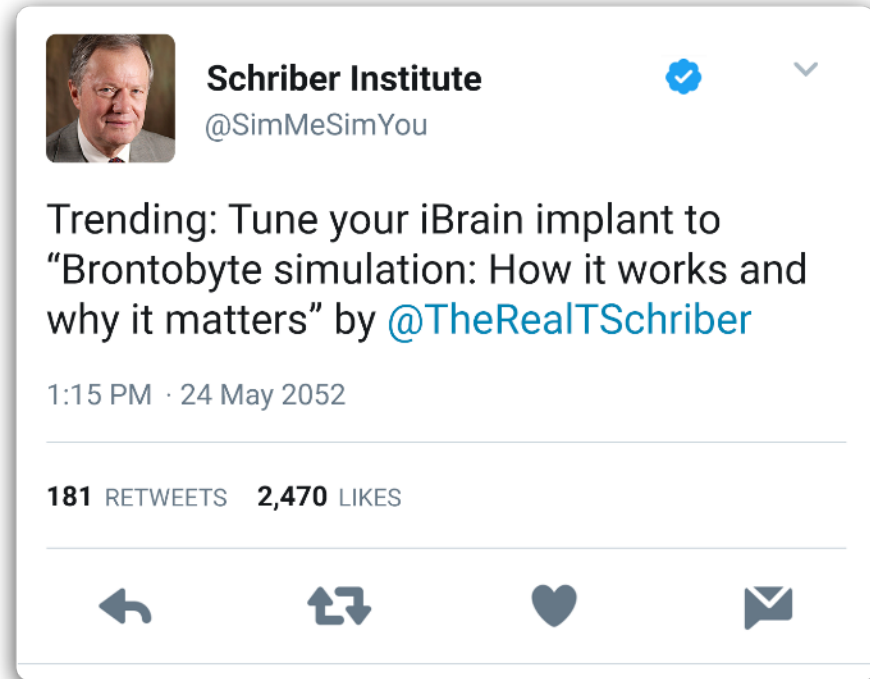 Schriber Institute
@SimMeSimYou
Trending: Tune your iBrain implant to
“Brontobyte simulation: How it works and
why it matters” by @TheRealTSchriber
1:15 PM · 24 May 2052
181 RETWEETS 2,470 LIKES